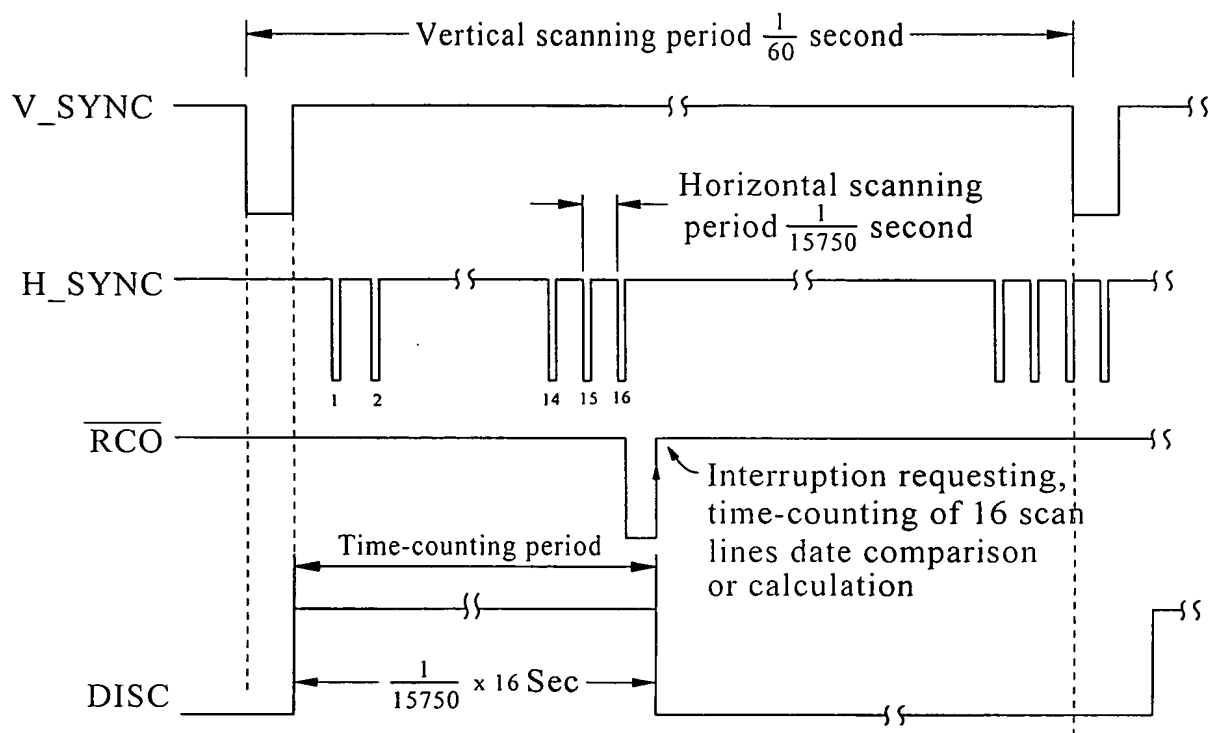 Vertical scanning period 1/60 second
V_SYNC
Horizontal scanning
period 1/15750 second
H_SYNC
1 2 14 15 16
R̅C̅O̅
Interruption requesting,
time-counting of 16 scan
lines date comparison
or calculation
Time-counting period
1/15750 x 16 Sec
DISC